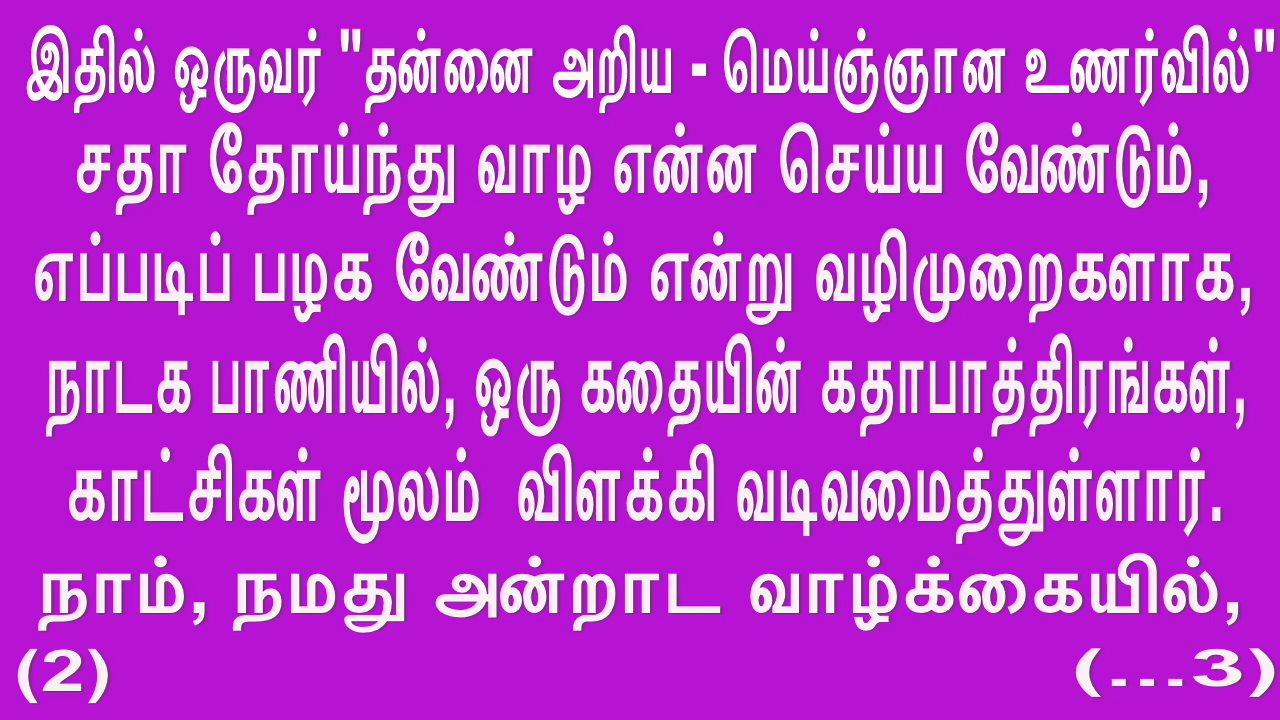 இதில் ஒருவர் "தன்னை அறிய - மெய்ஞ்ஞான உணர்வில்"
சதா தோய்ந்து வாழ என்ன செய்ய வேண்டும்,
எப்படிப் பழக வேண்டும் என்று வழிமுறைகளாக,
நாடக பாணியில், ஒரு கதையின் கதாபாத்திரங்கள்,
காட்சிகள் மூலம் விளக்கி வடிவமைத்துள்ளார்.
நாம், நமது அன்றாட வாழ்க்கையில்,
(2) (...3)